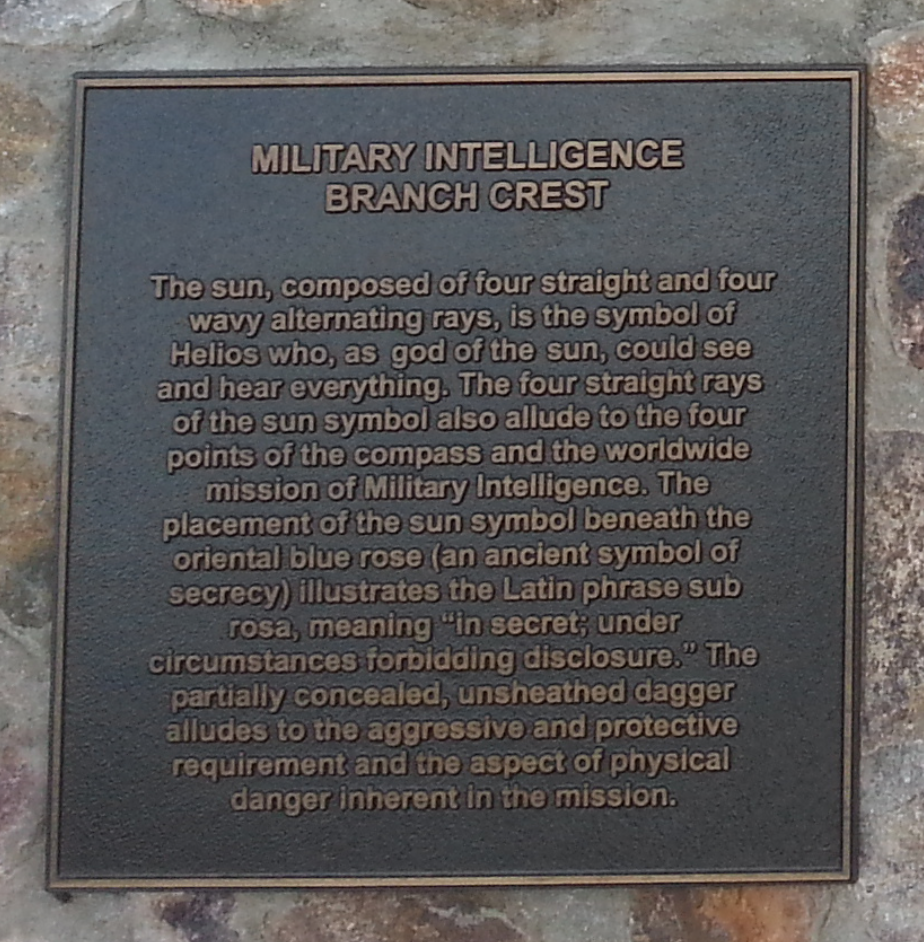 MILITARY INTELLIGENCE
BRANCH CREST
The sun, composed of four straight and four
wavy alternating rays, is the symbol of
Helios who, as god of the sun, could see
and hear everything. The four straight rays
of the sun symbol also allude to the four
points of the compass and the worldwide
mission of Military Intelligence. The
placement of the sun symbol beneath the
oriental blue rose (an ancient symbol of
secrecy) illustrates the Latin phrase sub
rosa, meaning “in secret; under
circumstances forbidding disclosure.” The
partially concealed, unsheathed dagger
alludes to the aggressive and protective
requirement and the aspect of physical
danger inherent in the mission.